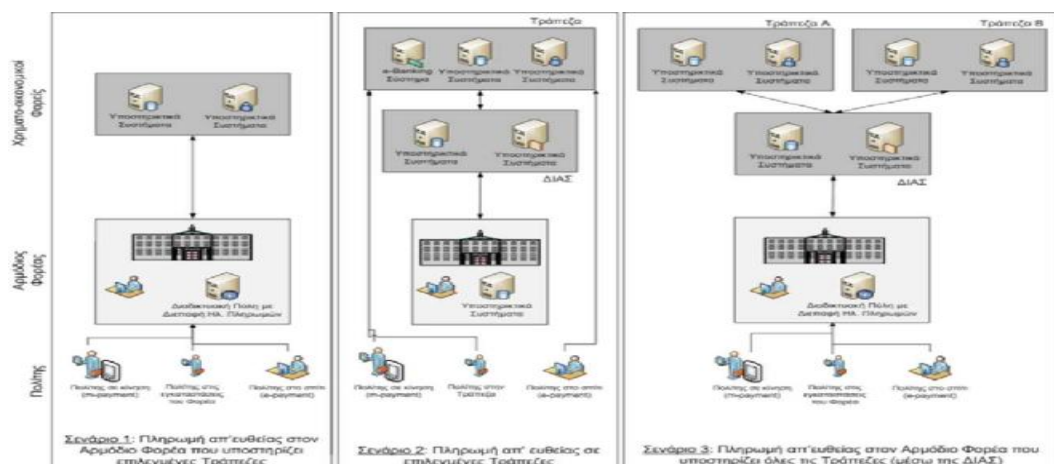 Χρηματο-οικονομικοί
Φορείς
Αρμόδιος
Φορέας
Πολίτης
Υποστηρικτικά
Συστήματα
Υποστηρικτικά
Συστήματα
Διαδικτυακή Πύλη με
Διεπαφή Ηλ. Πληρωμών
Πολίτης σε κίνηση
(m-payment)
Πολίτης στις
εγκαταστάσεις
του Φορέα
Πολίτης στο σπίτι
(e-payment)
Σενάριο 1: Πληρωμή απ'ευθείας στον
Αρμόδιο Φορέα που υποστηρίζει
επιλεγμένες Τράπεζες
Τράπεζα
e-Banking
Σύστημα
Υποστηρικτικά
Συστήματα
Υποστηρικτικά
Συστήματα
Υποστηρικτικά
Συστήματα
Υποστηρικτικά
Συστήματα
ΔΙΑΣ
Υποστηρικτικά
Συστήματα
Πολίτης σε κίνηση
(m-payment)
Πολίτης στον
Τράπεζα
Πολίτης στο σπίτι
(e-payment)
Σενάριο 2: Πληρωμή απ' ευθείας σε
επιλεγμένες Τράπεζες
Τράπεζα Α
Τράπεζα Β
Υποστηρικτικά
Συστήματα
Υποστηρικτικά
Συστήματα
Υποστηρικτικά
Συστήματα
Υποστηρικτικά
Συστήματα
Υποστηρικτικά
Συστήματα
Υποστηρικτικά
Συστήματα
ΔΙΑΣ
Διαδικτυακή Πύλη με
Διεπαφή Ηλ. Πληρωμών
Πολίτης σε κίνηση
(m-payment)
Πολίτης στις
εγκαταστάσεις
του Φορέα
Πολίτης στο σπίτι
(e-payment)
Σενάριο 3: Πληρωμή απ'ευθείας στον Αρμόδιο Φορέα που
υποστηρίζει όλες τις Τράπεζες (μέσω της ΔΙΑΣ)